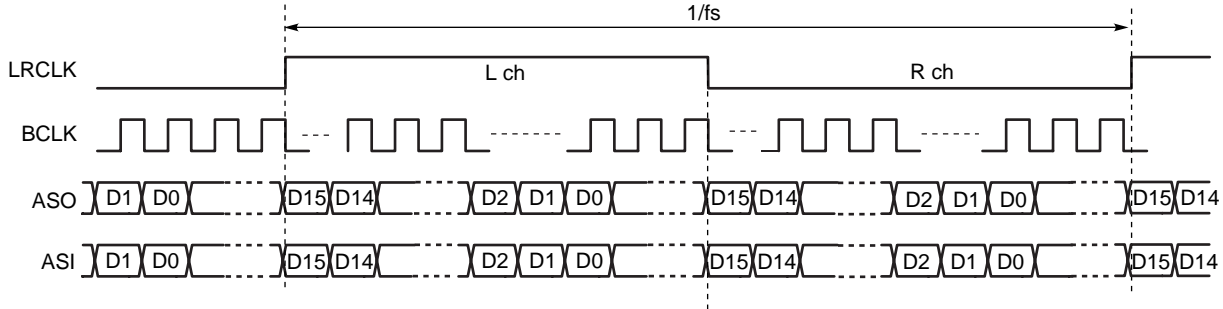 1/fs
LRCLK L ch R ch
BCLK
ASO D1 D0 D15 D14 D2 D1 D0 D15 D14 D2 D1 D0 D15 D14
ASI D1 D0 D15 D14 D2 D1 D0 D15 D14 D2 D1 D0 D15 D14